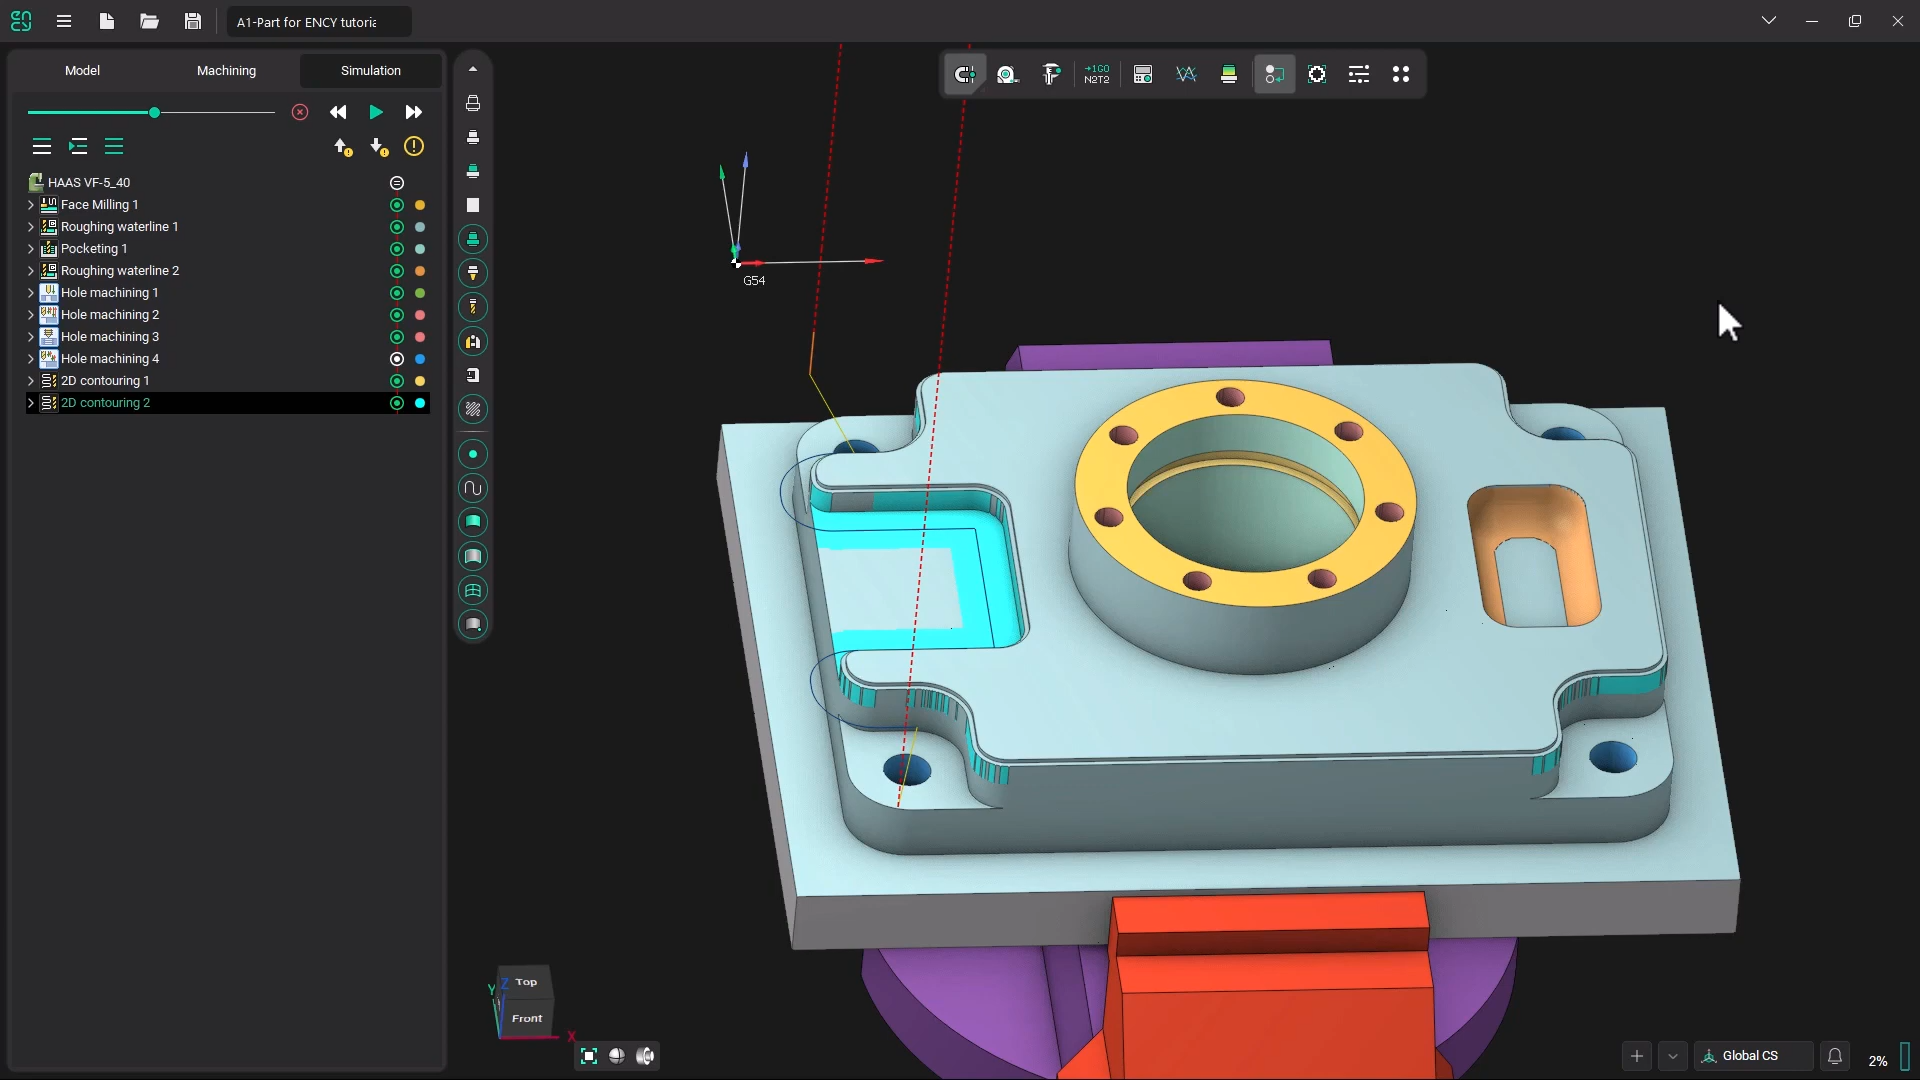 A1-Part for ENCY tutoria
Model
Machining
Simulation
→1G0
N2T2
HAAS VF-5_40
Face Milling 1
Roughing waterline 1
Pocketing 1
Roughing waterline 2
Hole machining 1
Hole machining 2
Hole machining 3
Hole machining 4
2D contouring 1
2D contouring 2
G54
Top
Front
Y
Z
X
Global CS
2%